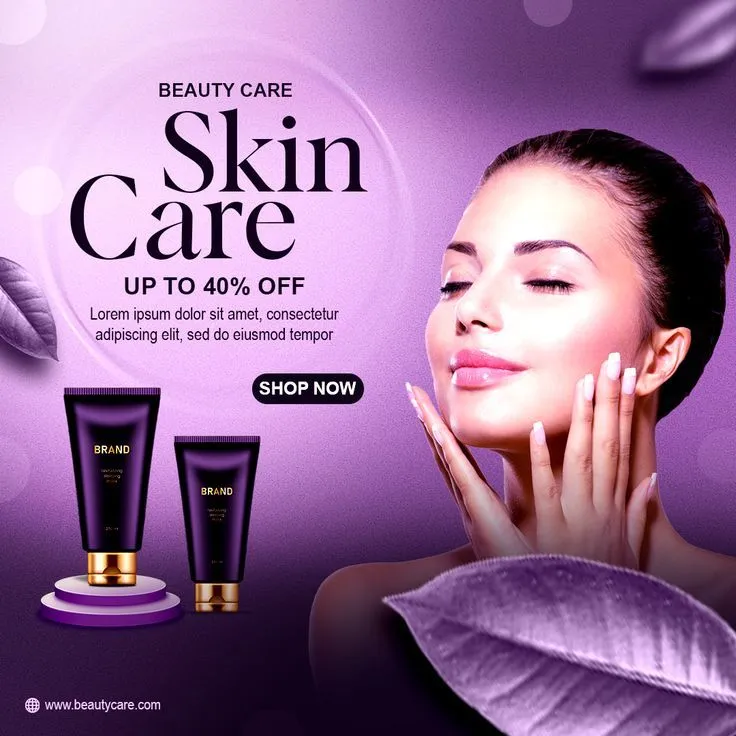 BEAUTY CARE
Skin
Care
UP TO 40% OFF
Lorem ipsum dolor sit amet, consectetur
adipiscing elit, sed do eiusmod tempor
SHOP NOW
BRAND
BRAND
www.beautycare.com